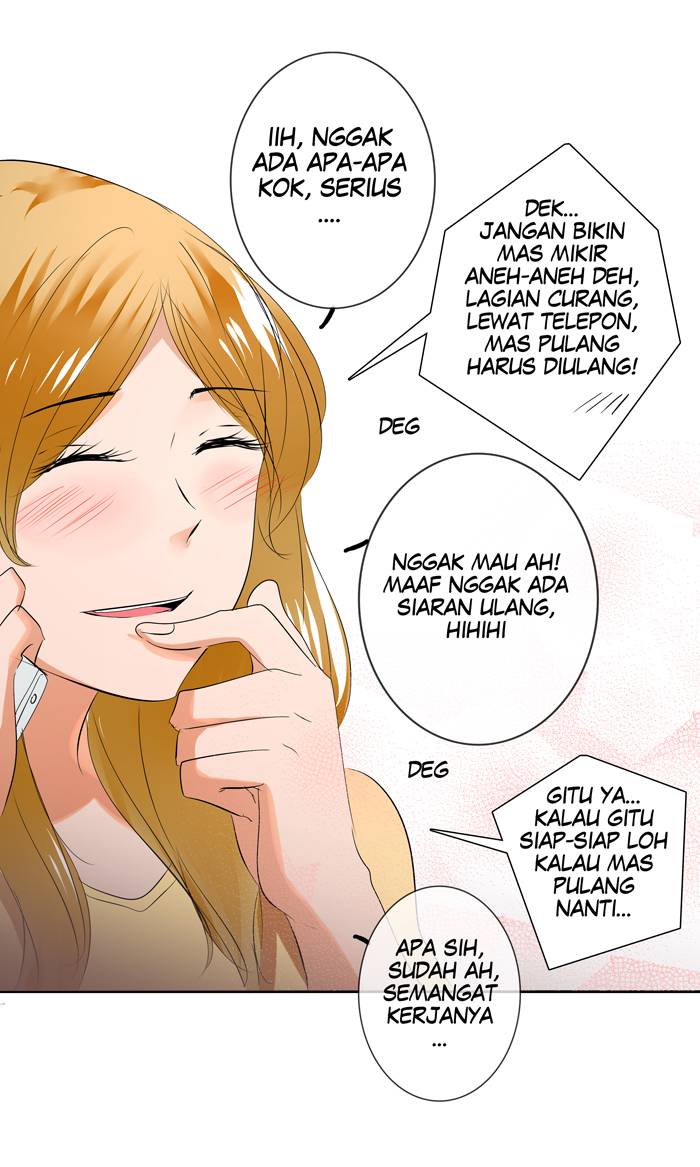 IIH, NGGAK
ADA APA-APA
KOK, SERIUS
....
DEK...
JANGAN BIKIN
MAS MIKIR
ANEH-ANEH DEH,
LAGIAN CURANG,
LEWAT TELEPON,
MAS PULANG
HARUS DIULANG!
DEG
NGGAK MAU AH!
MAAF NGGAK ADA
SIARAN ULANG,
HIHIHI
DEG
GITU YA...
KALAU GITU
SIAP-SIAP LOH
KALAU MAS
PULANG
NANTI...
APA SIH,
SUDAH AH,
SEMANGAT
KERJANYA
...